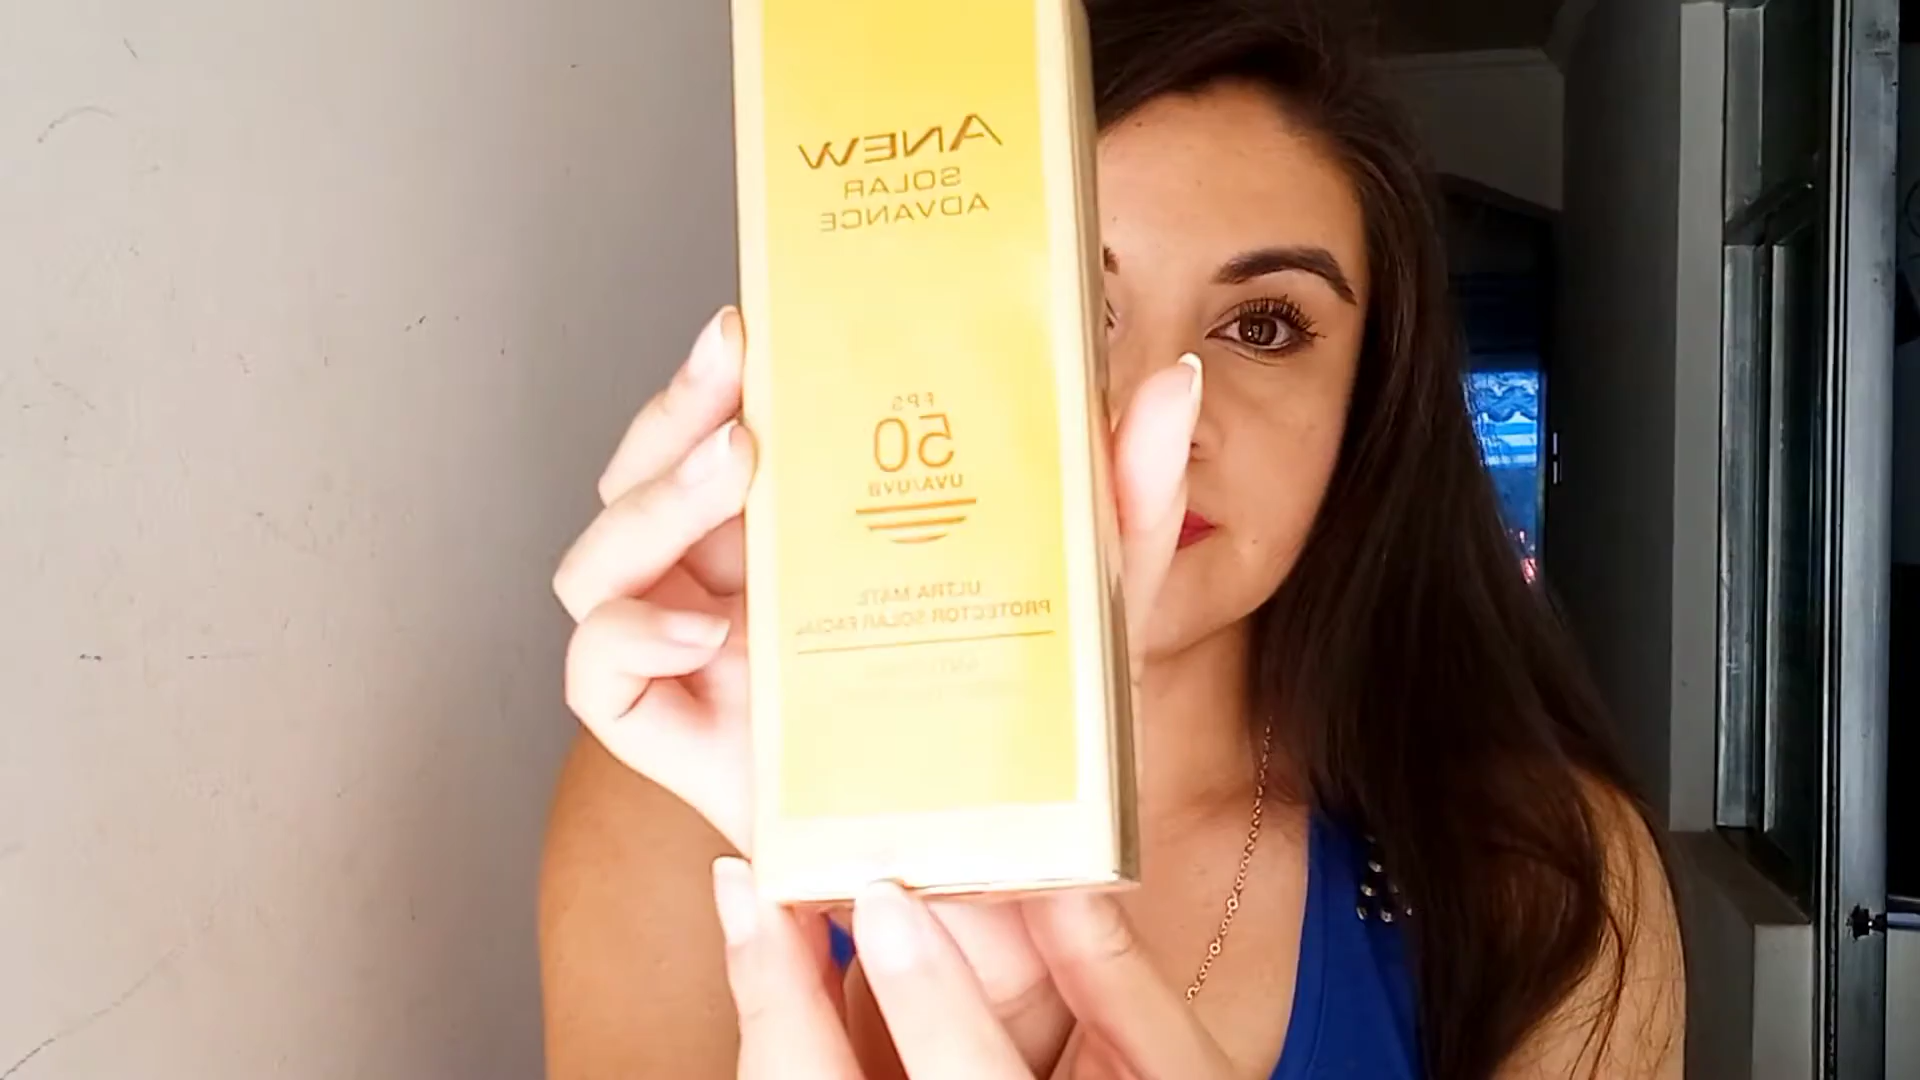 ANEW
SOLAR
ADVANCE
FPS
50
UVA/UVB
ULTRA MATE
PROTECTOR SOLAR FACIAL